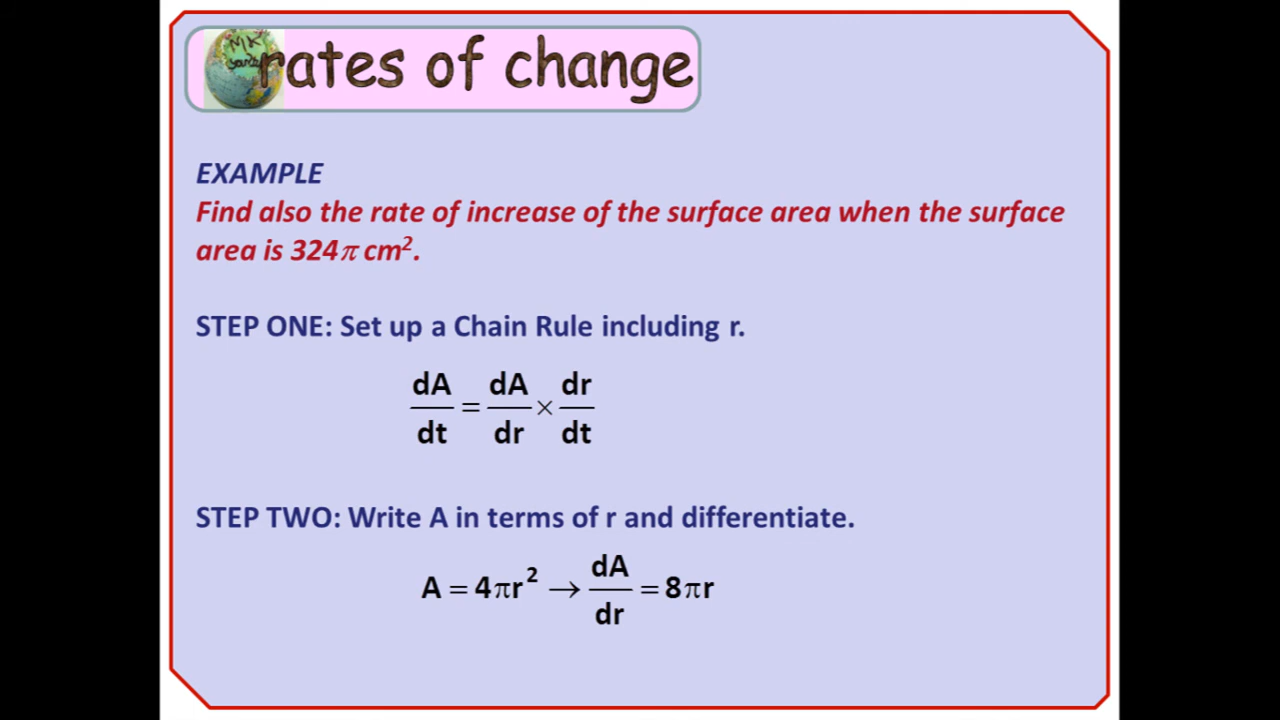 rates of change
EXAMPLE
Find also the rate of increase of the surface area when the surface
area is 324π cm².
STEP ONE: Set up a Chain Rule including r.
dA/dt = dA/dr × dr/dt
STEP TWO: Write A in terms of r and differentiate.
A = 4πr² → dA/dr = 8πr